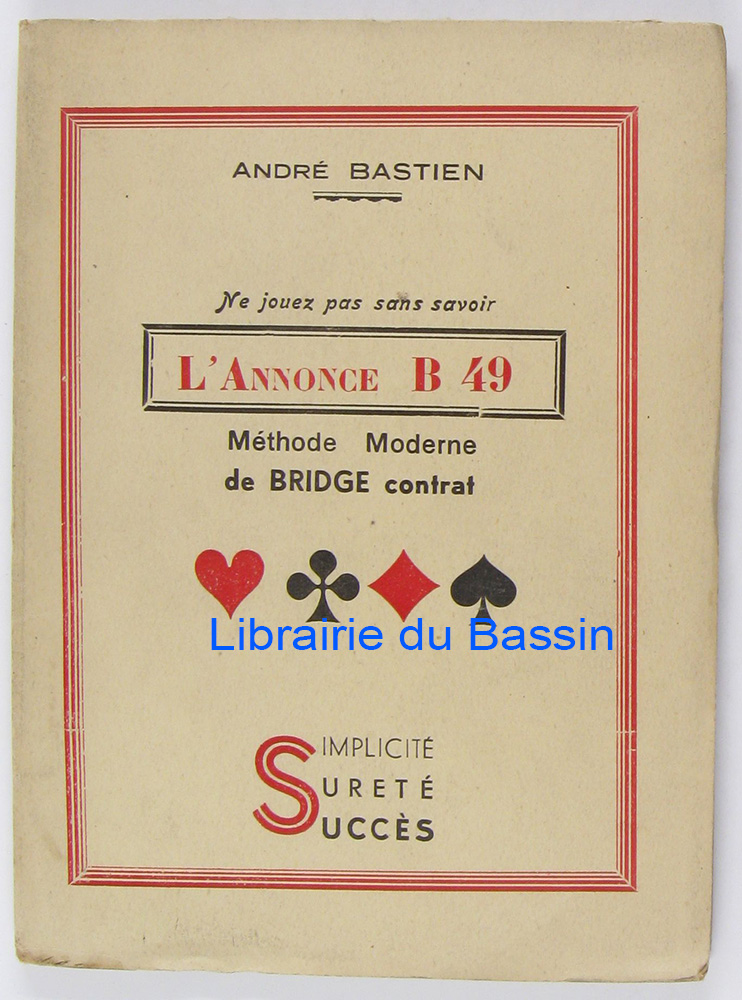 ANDRÉ BASTIEN
Ne jouez pas sans savoir
L'ANNONCE B 49
Méthode Moderne
de BRIDGE contrat
Librairie du Bassin
SIMPLICITÉ
SURETÉ
SUCCÈS